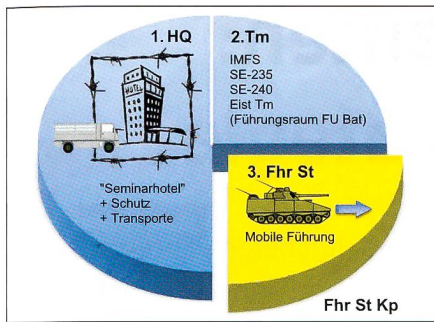 1. HQ
HOTEL
"Seminarhotel"
+ Schutz
+ Transporte
2.Tm
IMFS
SE-235
SE-240
Eist Tm
(Führungsraum FU Bat)
3. Fhr St
Mobile Führung
Fhr St Kp